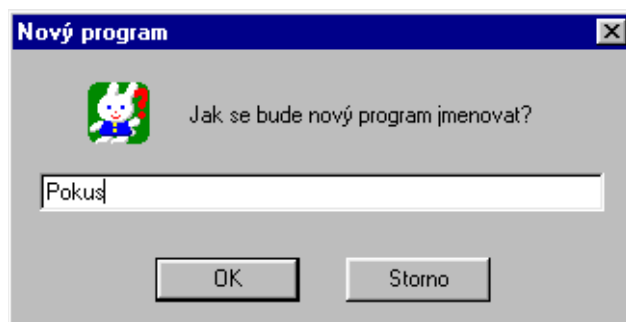 Nový program
Jak se bude nový program jmenovat?
Pokus
OK
Storno